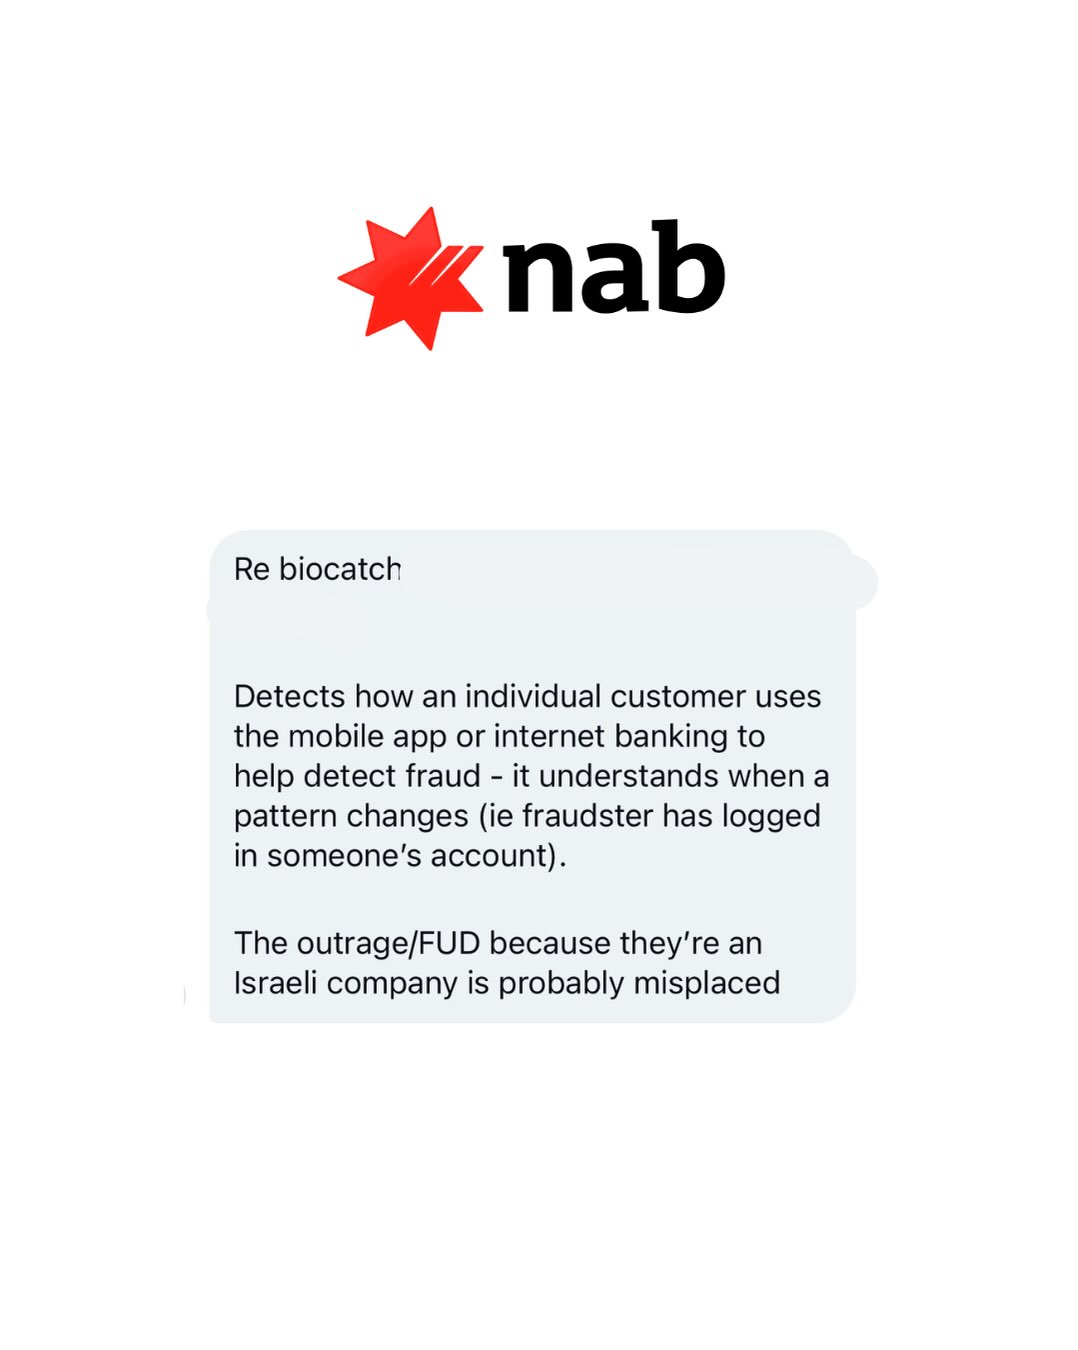 nab
Re biocatch
Detects how an individual customer uses
the mobile app or internet banking to
help detect fraud - it understands when a
pattern changes (ie fraudster has logged
in someone’s account).
The outrage/FUD because they’re an
Israeli company is probably misplaced